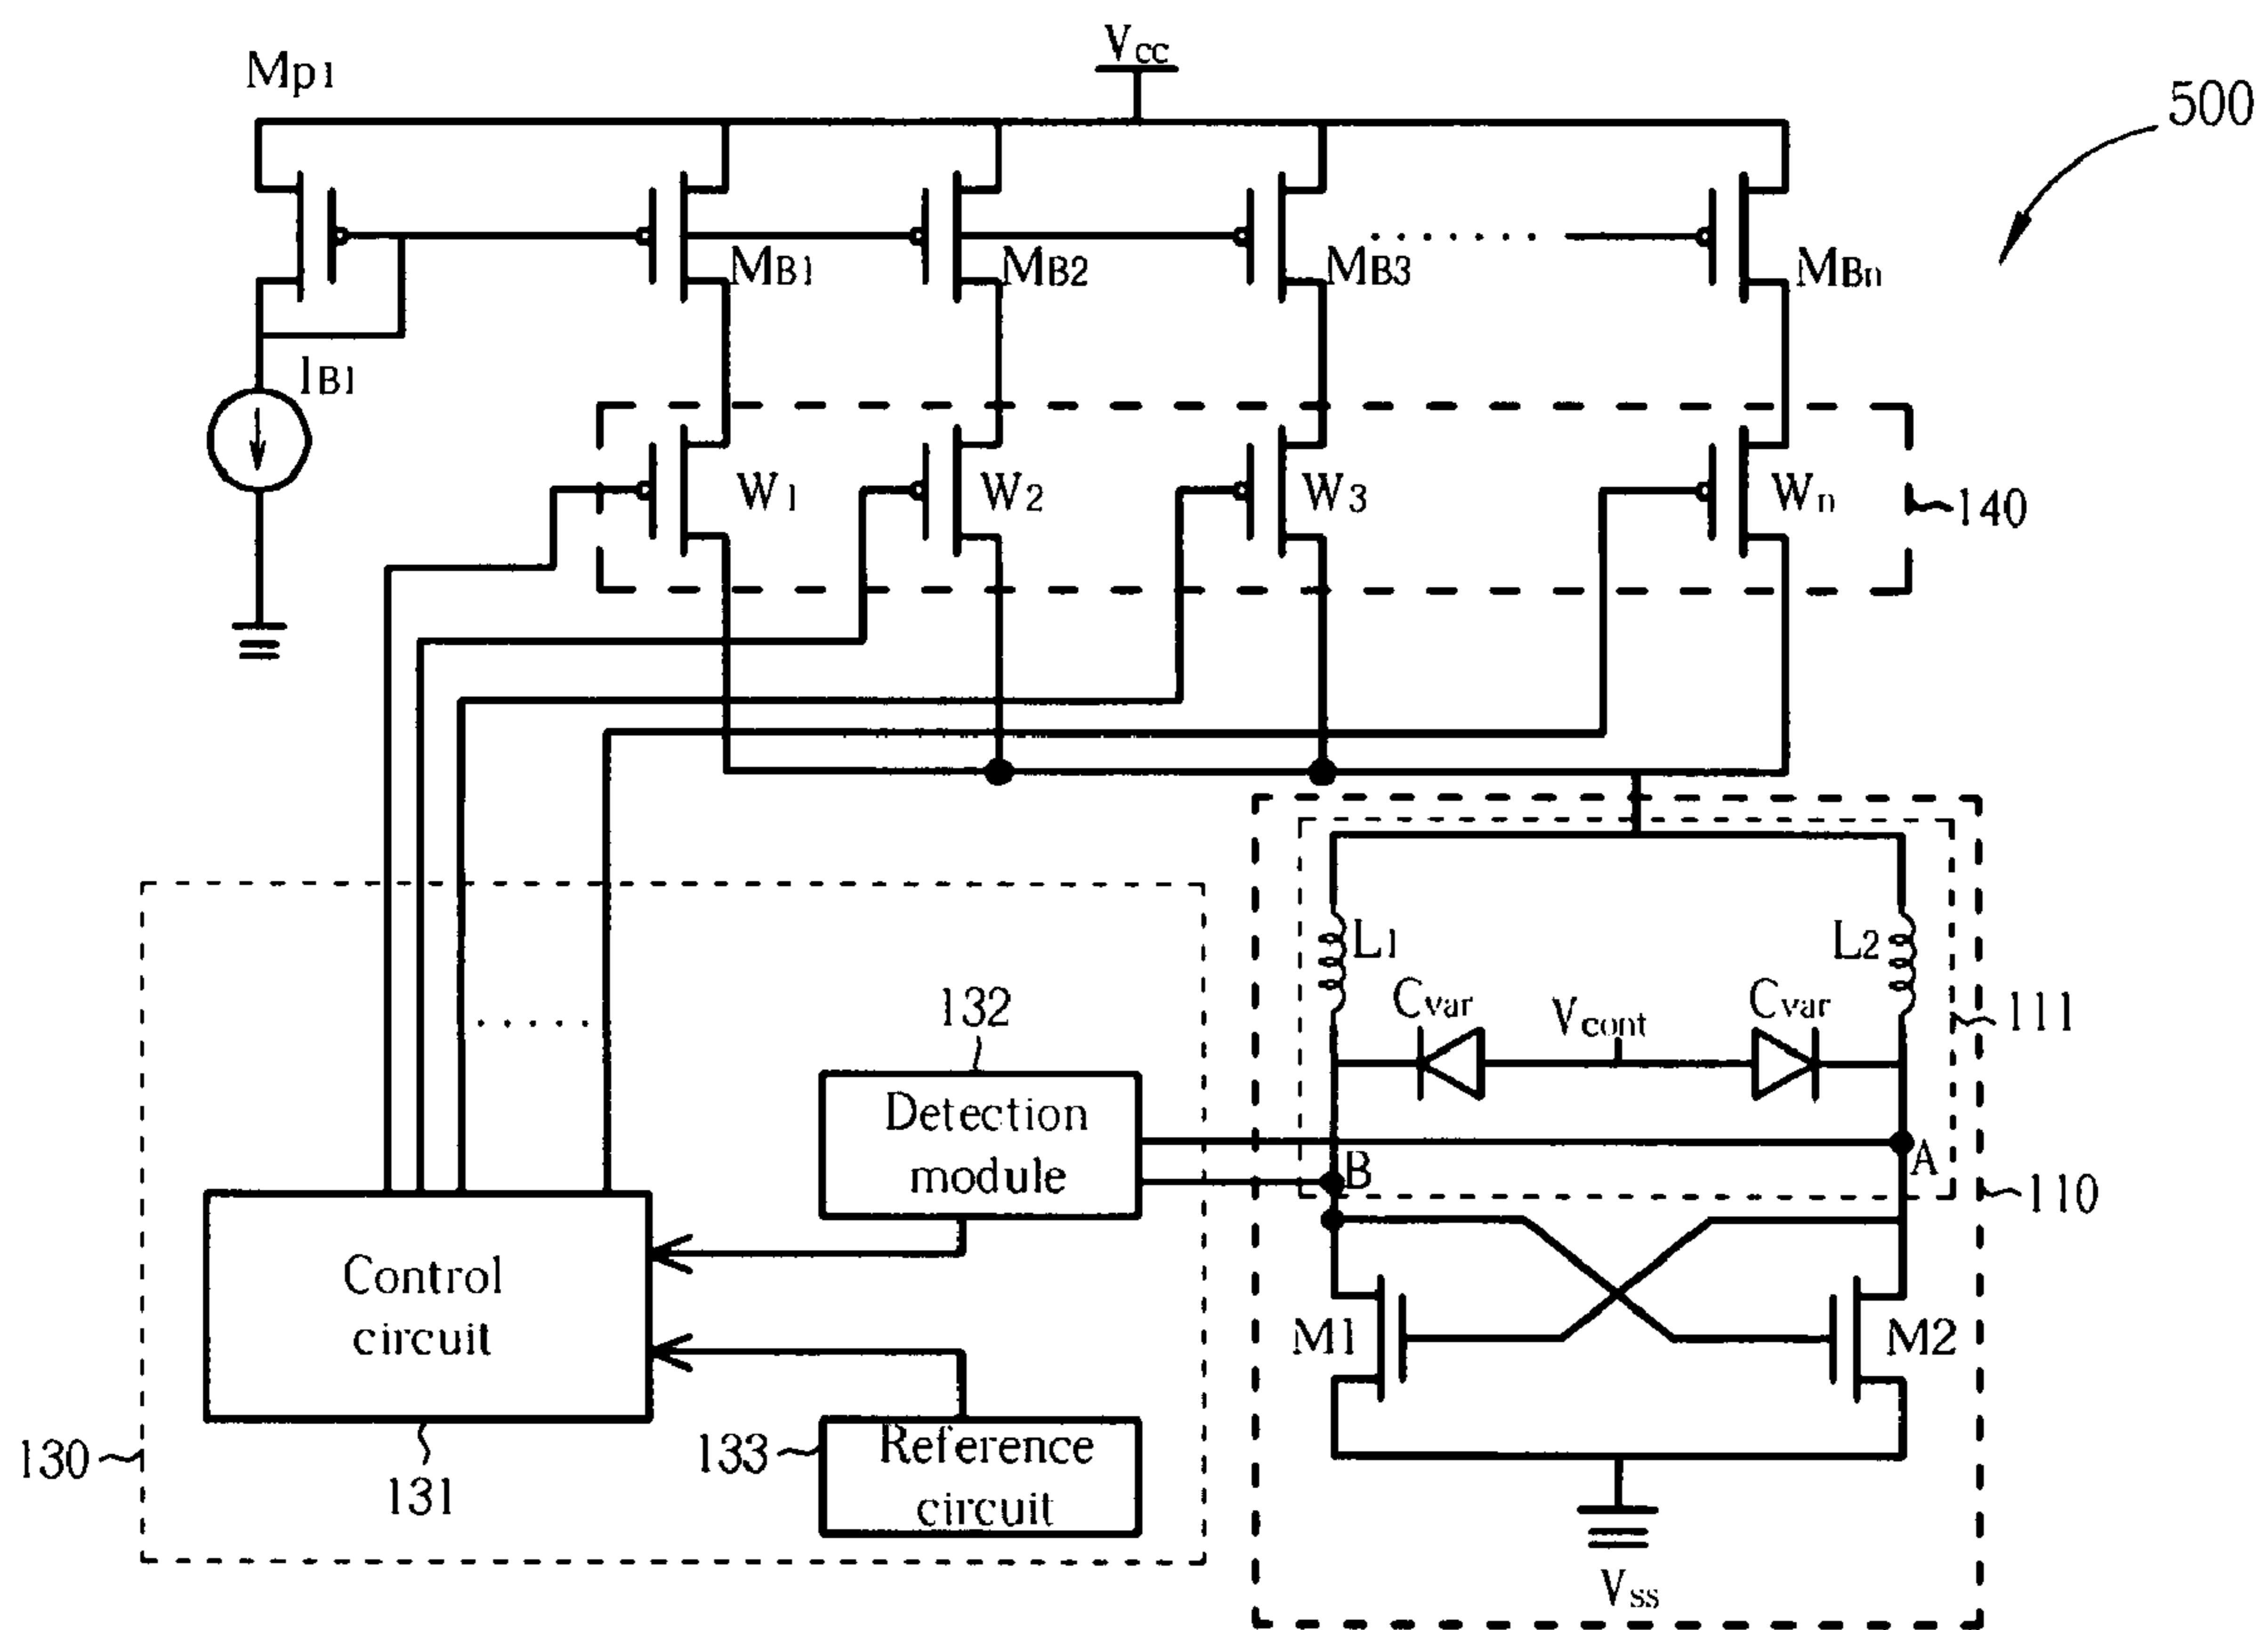 Vcc
Mp1
500
MB1
MB2
MB3
MBn
IB1
W1
W2
W3
Wn
140
L1
L2
Cvar
Vcont
Cvar
111
132
Detection
module
B
A
110
Control
circuit
M1
M2
133
Reference
circuit
130
131
Vss